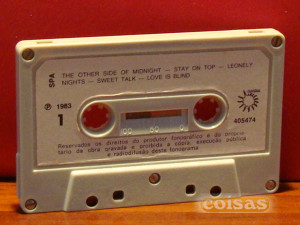 SPA
THE OTHER SIDE OF MIDNIGHT — STAY ON TOP — LEONELY
NIGHTS — SWEET TALK — LOVE IS BLIND
℗ 1983
1
405474
Reservados os direitos do produtor fonográfico e do proprie
tário da obra gravada e proibida a cópia, execução pública
e radiodifusão deste fonograma
coisas